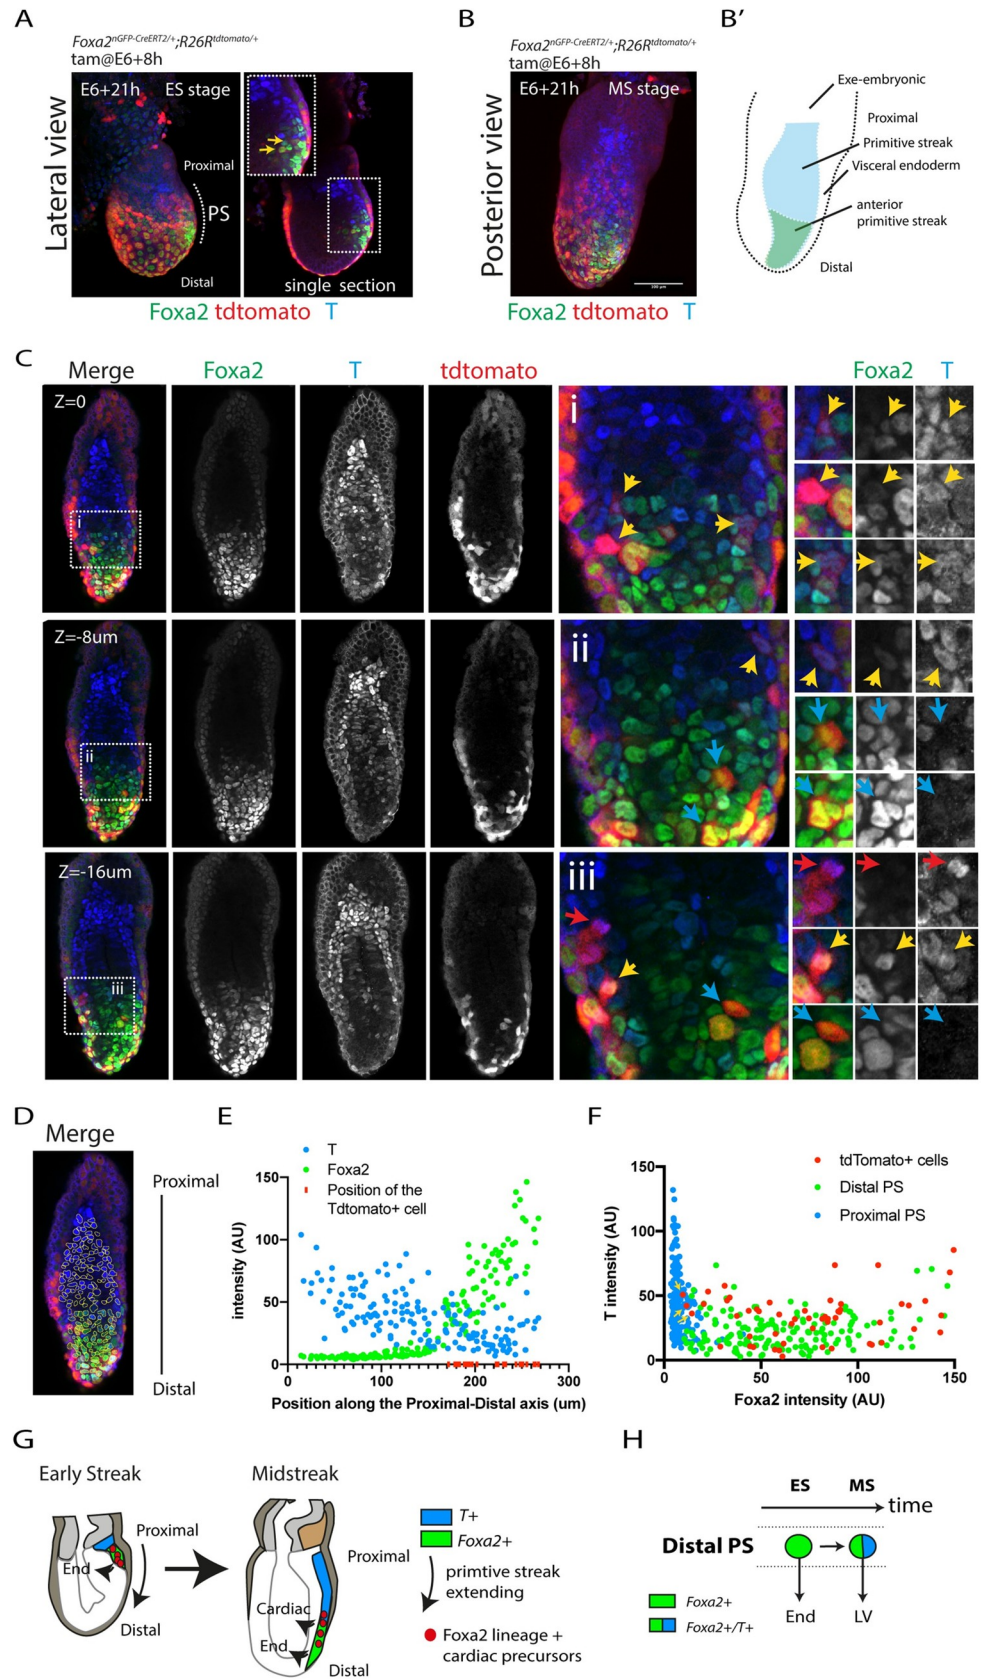 A
Foxa2nGFP-CreERT2/+;R26Rtdtomato/+
tam@E6+8h
Lateral view
E6+21h
ES stage
Proximal
PS
Distal
single section
Foxa2 tdtomato T
B
Foxa2nGFP-CreERT2/+;R26Rtdtomato/+
tam@E6+8h
Posterior view
E6+21h
MS stage
Foxa2 tdtomato T
B’
Exe-embryonic
Proximal
Primitive streak
Visceral endoderm
anterior
primitive streak
Distal
C
Merge
Foxa2
T
tdtomato
Foxa2
T
Z=0
i
i
Z=-8um
ii
ii
Z=-16um
iii
iii
D
Merge
Proximal
Distal
E
T
Foxa2
Position of the
Tdtomato+ cell
intensity (AU)
150
100
50
0
0
100
200
300
Position along the Proximal-Distal axis (um)
F
tdTomato+ cells
Distal PS
Proximal PS
T intensity (AU)
150
100
50
0
0
50
100
150
Foxa2 intensity (AU)
G
Early Streak
Midstreak
Proximal
End
Distal
Cardiac
End
Proximal
Distal
T+
Foxa2+
primtive streak
extending
Foxa2 lineage +
cardiac precursors
H
ES
MS
time
Distal PS
Foxa2+
Foxa2+/T+
End
LV